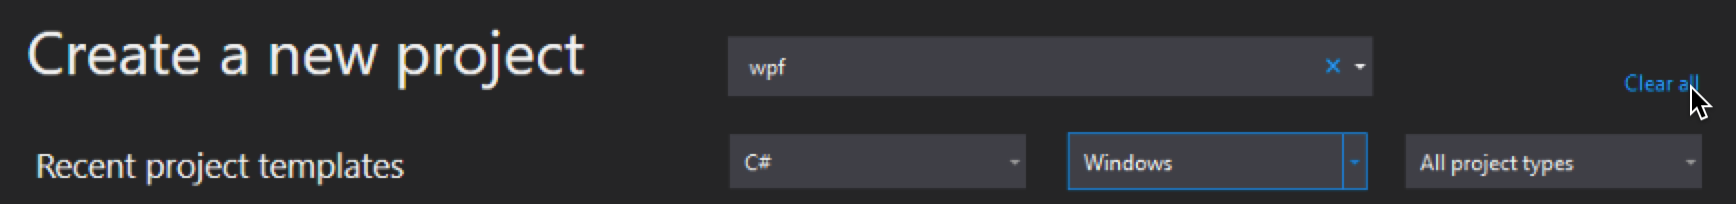 Create a new project
wpf
Clear all
Recent project templates
C#
Windows
All project types